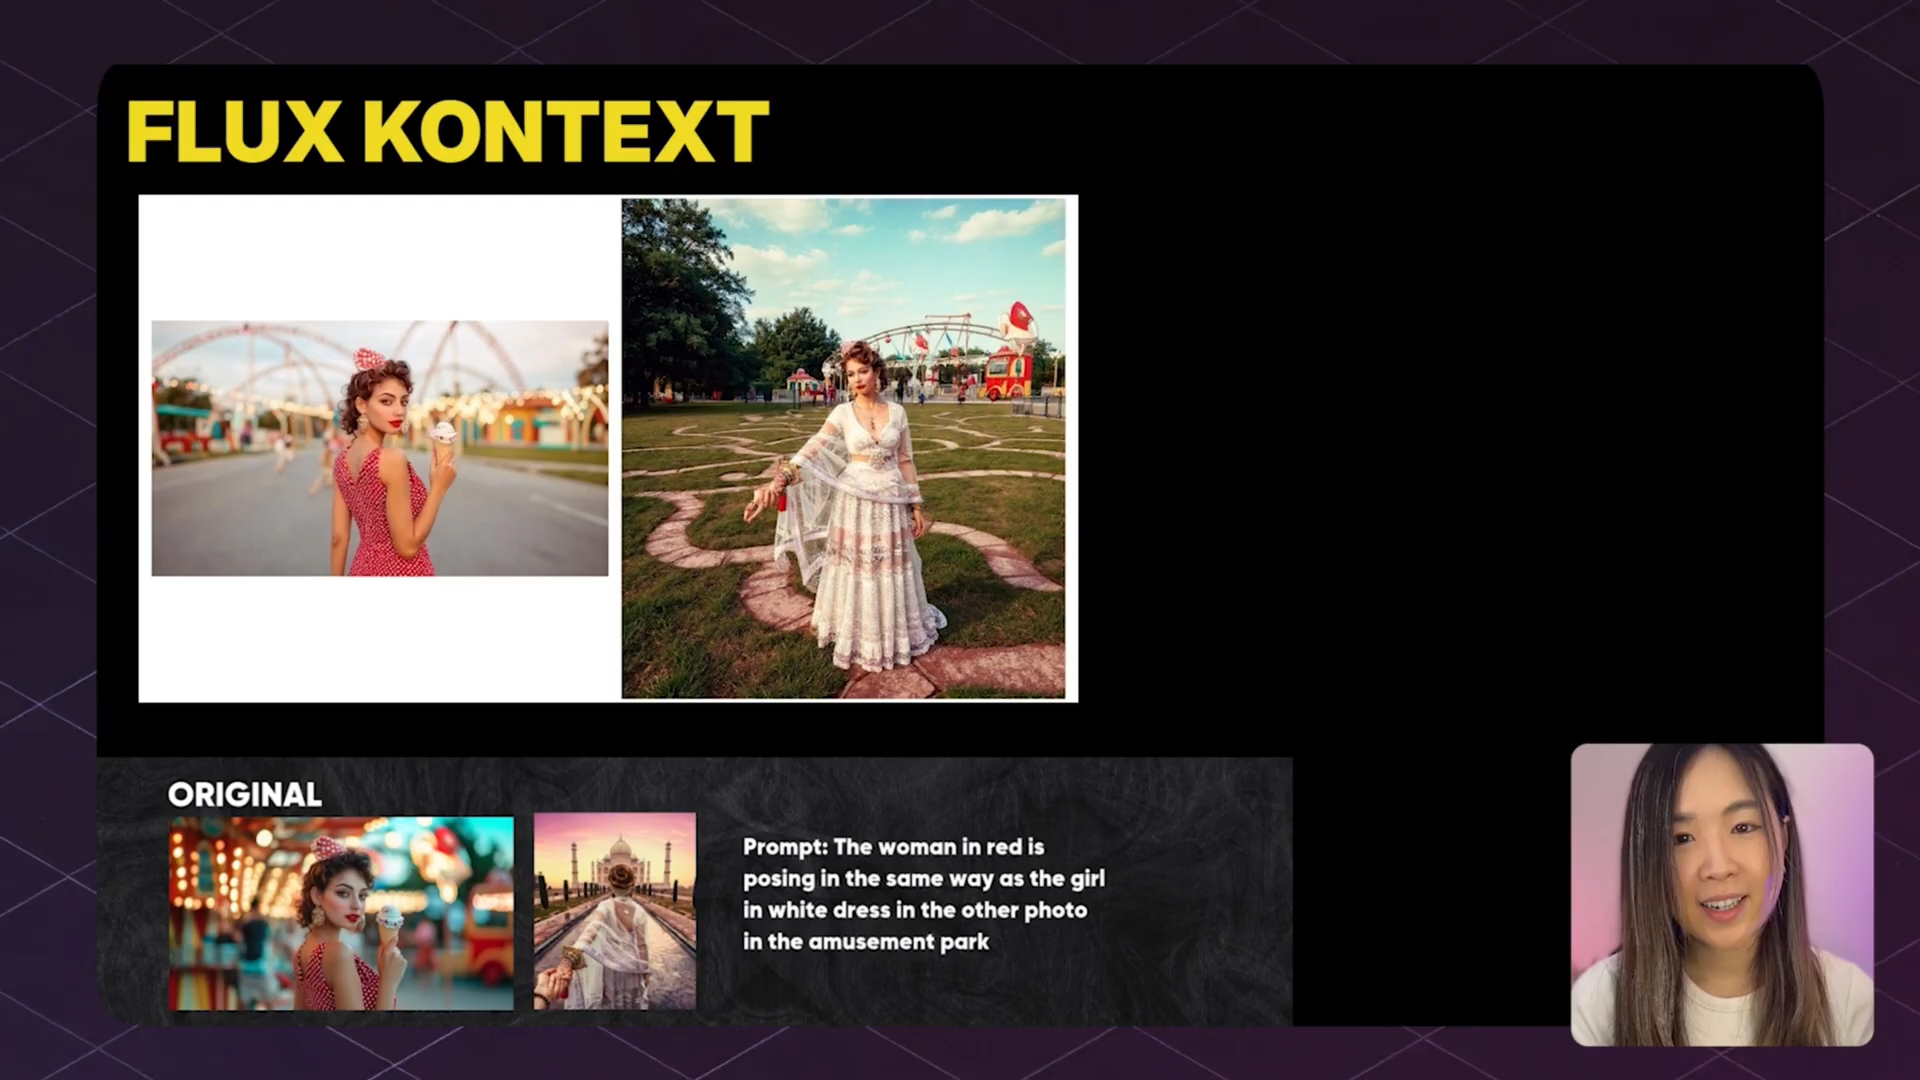 FLUX KONTEXT
ORIGINAL
Prompt: The woman in red is
posing in the same way as the girl
in white dress in the other photo
in the amusement park